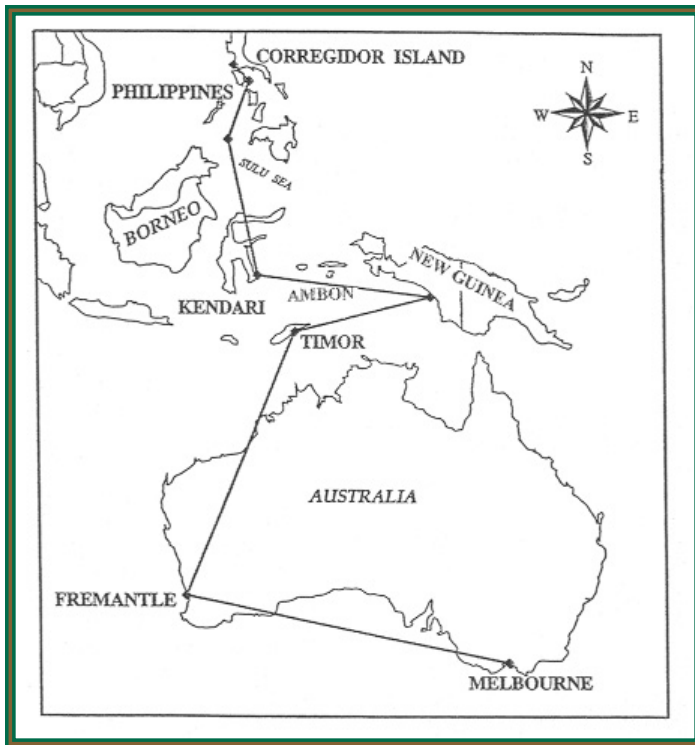 CORREGIDOR ISLAND
N
PHILIPPINES
W
E
S
SULU SEA
BORNEO
NEW GUINEA
AMBON
KENDARI
TIMOR
AUSTRALIA
FREMANTLE
MELBOURNE